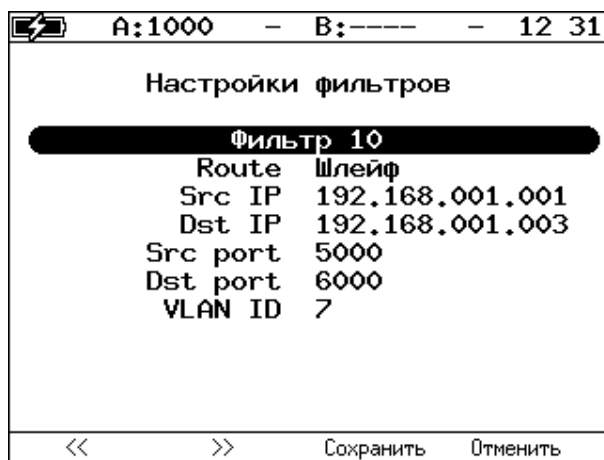 A:1000 - B:---- - 12 31
Настройки фильтров
Фильтр 10
Route Шлейф
Src IP 192.168.001.001
Dst IP 192.168.001.003
Src port 5000
Dst port 6000
VLAN ID 7
<< >> Сохранить Отменить